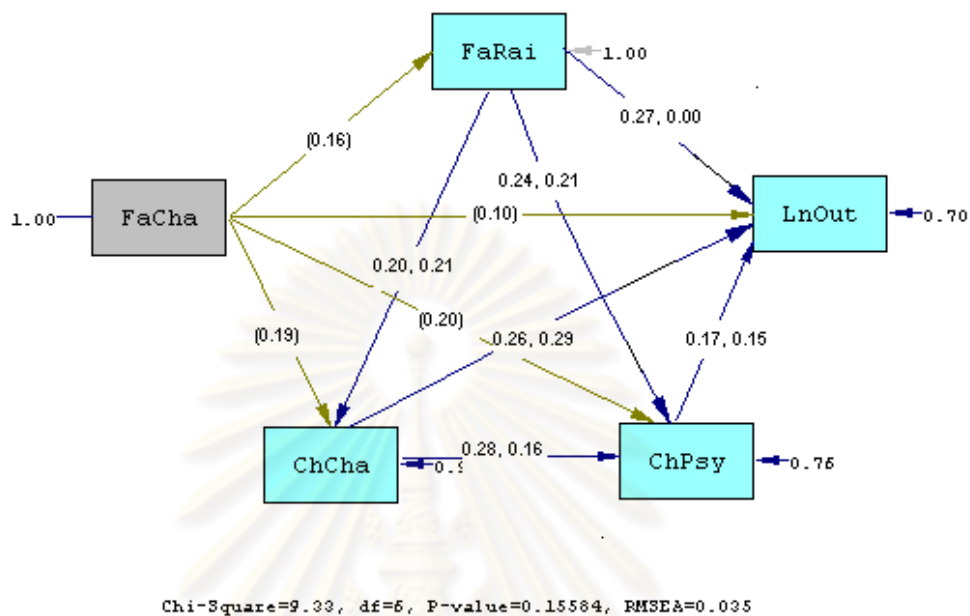 FaRai
1.00
0.27, 0.00
(0.16)
0.24, 0.21
FaCha
1.00
(0.10)
LnOut
0.70
0.20, 0.21
(0.20)
(0.19)
0.26, 0.29
0.17, 0.15
ChCha
0.28, 0.16
ChPsy
0.76
Chi-Square=9.33, df=6, P-value=0.15584, RMSEA=0.035